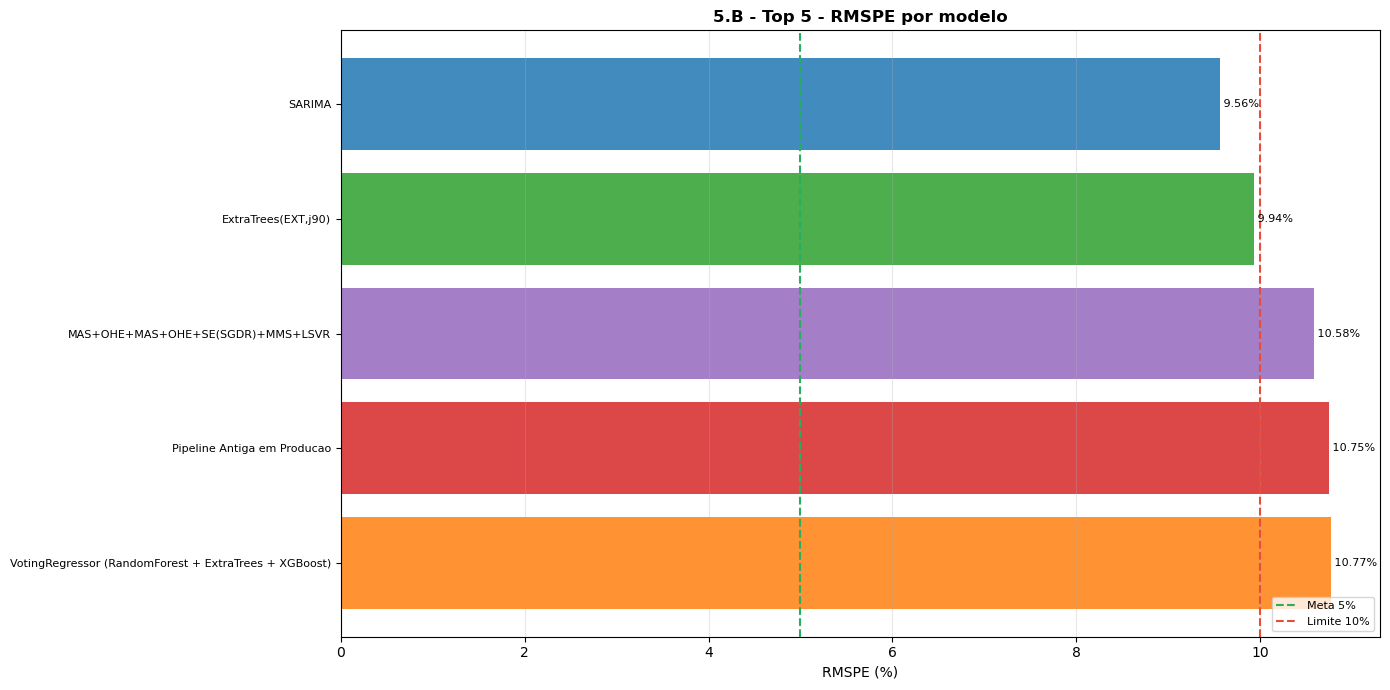 5.B - Top 5 - RMSPE por modelo
SARIMA
9.56%
ExtraTrees(EXT,j90)
9.94%
MAS+OHE+MAS+OHE+SE(SGDR)+MMS+LSVR
10.58%
Pipeline Antiga em Producao
10.75%
VotingRegressor (RandomForest + ExtraTrees + XGBoost)
10.77%
Meta 5%
Limite 10%
0 2 4 6 8 10
RMSPE (%)